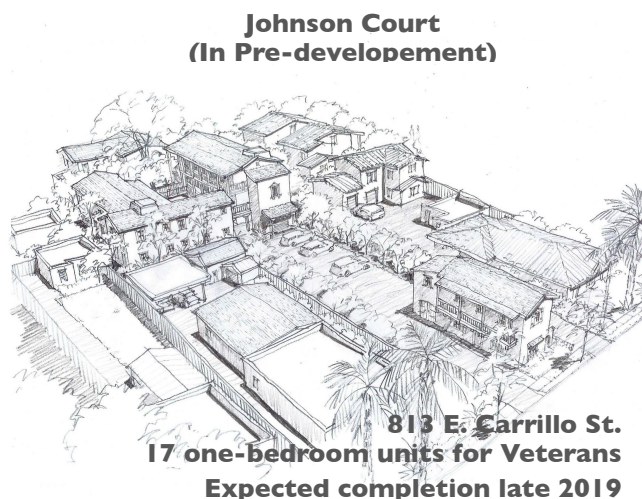 Johnson Court
(In Pre-developement)
813 E. Carrillo St.
17 one-bedroom units for Veterans
Expected completion late 2019